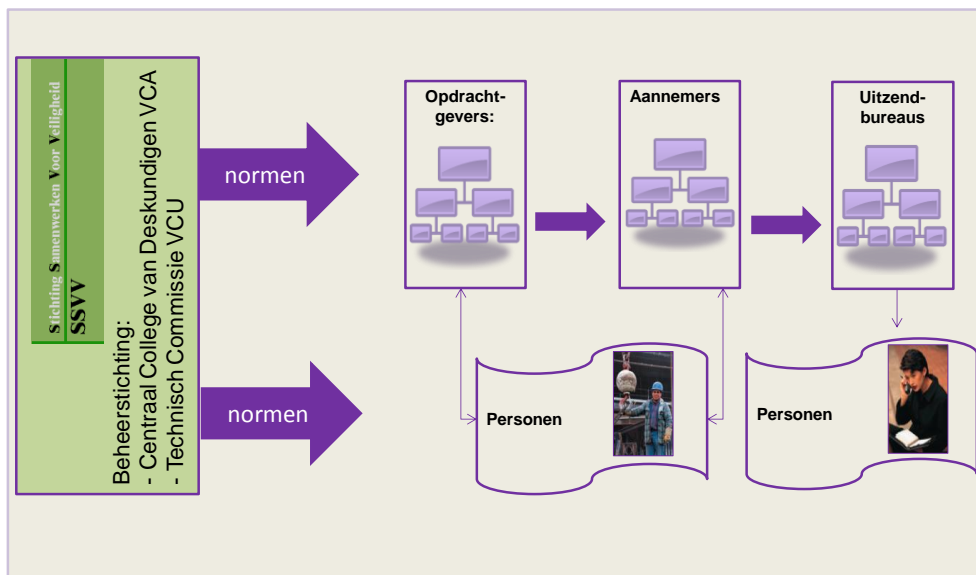 Stichting Samenwerken Voor Veiligheid
SSVV
Beheerstichting:
- Centraal College van Deskundigen VCA
- Technisch Commissie VCU
normen
normen
Opdracht-
gevers:
Aannemers
Uitzend-
bureaus
Personen
Personen